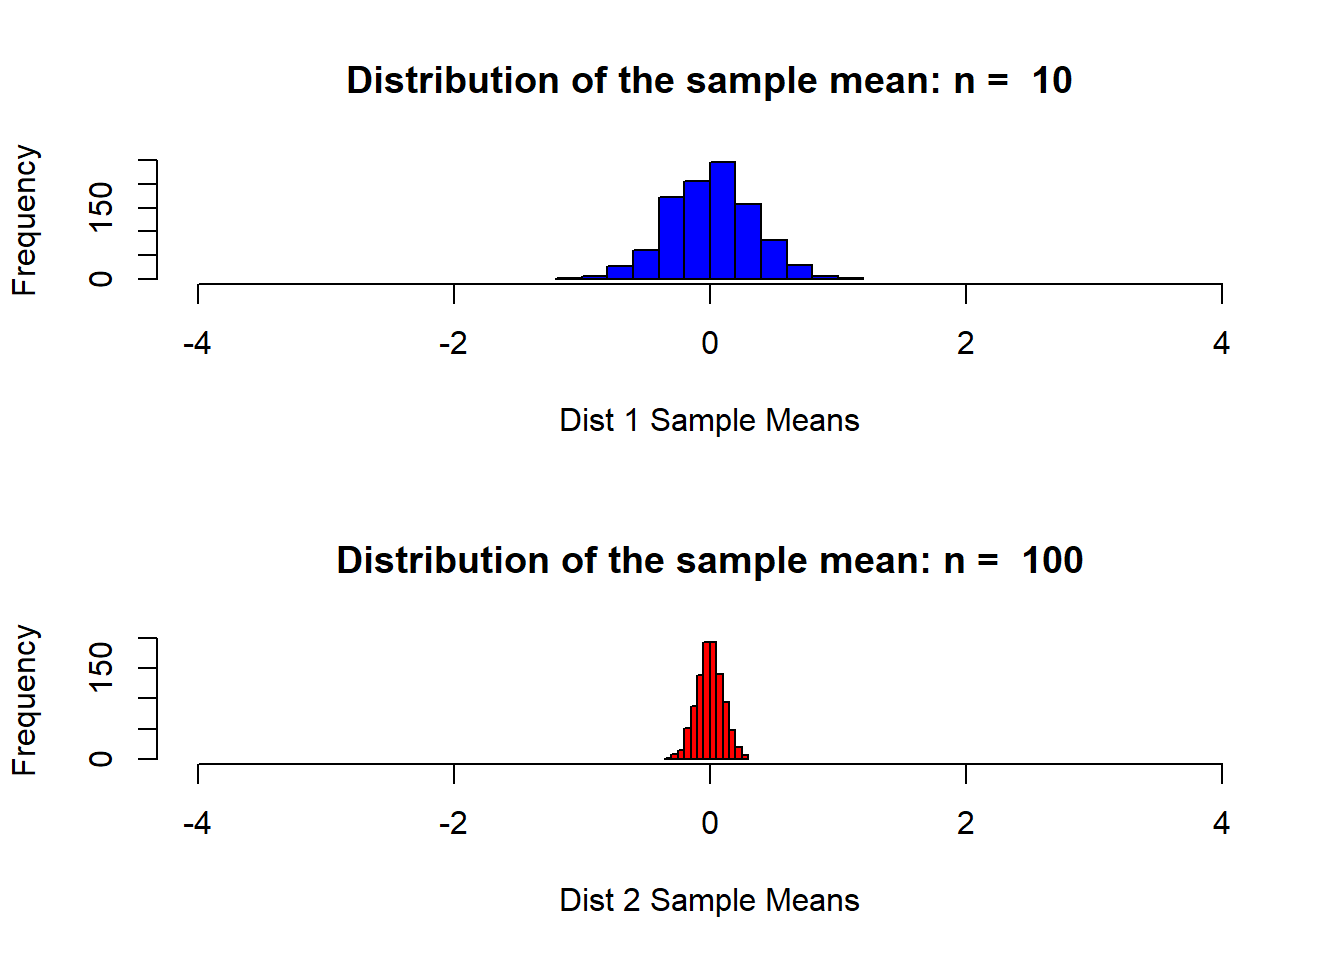 Distribution of the sample mean: n =  10
Frequency
150
0
-4 -2 0 2 4
Dist 1 Sample Means
Distribution of the sample mean: n =  100
Frequency
150
0
-4 -2 0 2 4
Dist 2 Sample Means